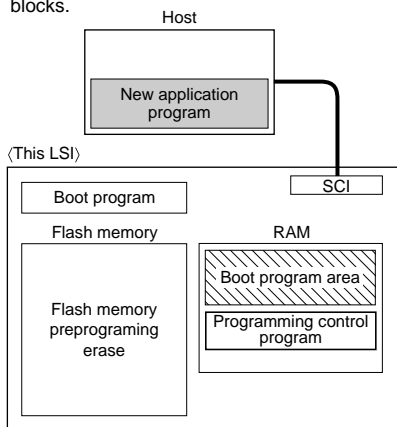 blocks.
Host
New application
program
〈This LSI〉
SCI
Boot program
Flash memory
RAM
Boot program area
Flash memory
preprograming
erase
Programming control
program